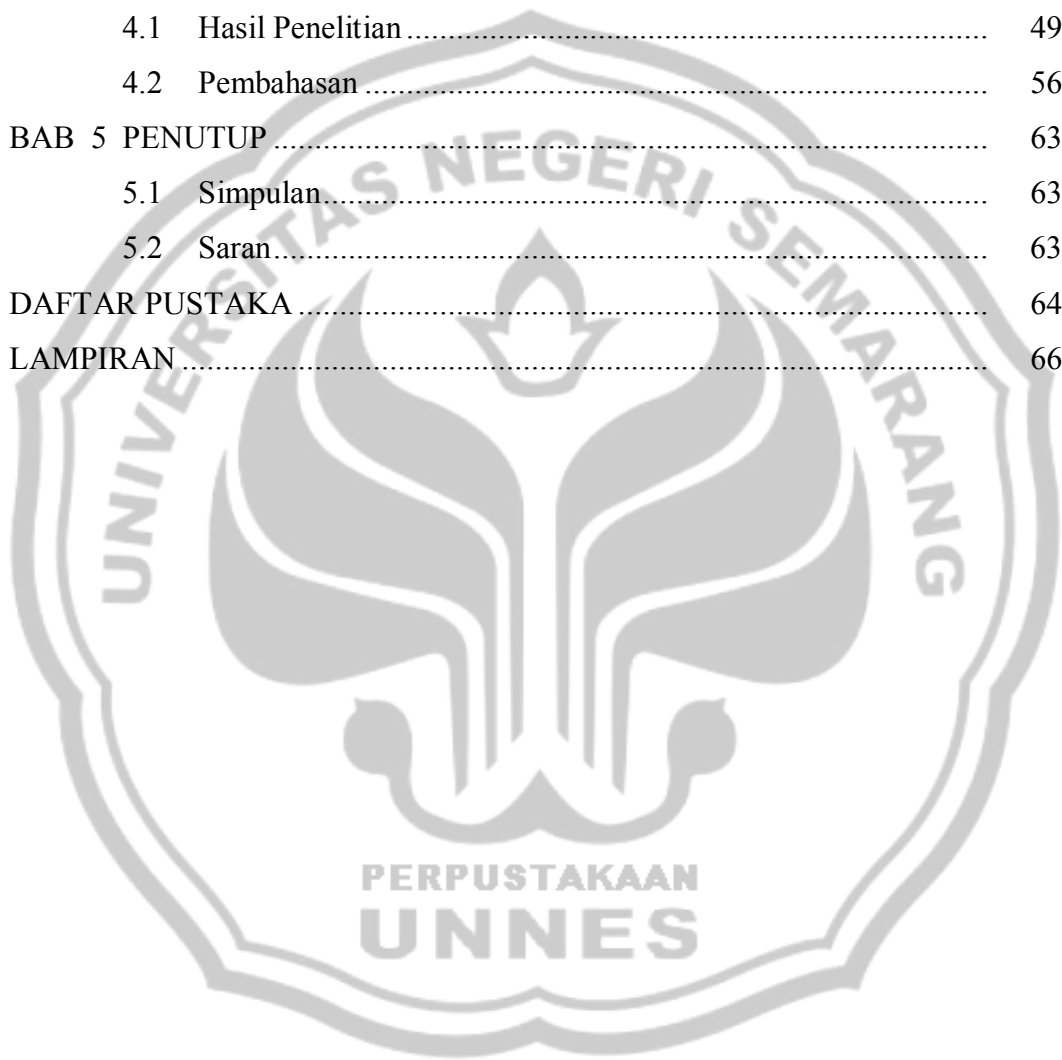 4.1 Hasil Penelitian ........................................................................................ 49
4.2 Pembahasan .............................................................................................. 56
BAB 5 PENUTUP ............................................................................................................ 63
5.1 Simpulan .................................................................................................... 63
5.2 Saran ............................................................................................................ 63
DAFTAR PUSTAKA ........................................................................................................ 64
LAMPIRAN ........................................................................................................................ 66
UNIVERSITAS NEGERI SEMARANG
PERPUSTAKAAN
UNNES